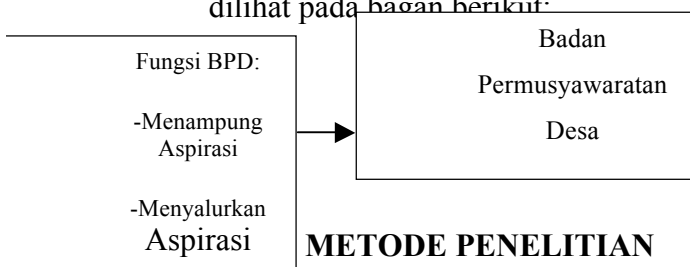 dilihat pada bagan berikut:
Fungsi BPD:
-Menampung
Aspirasi
-Menyalurkan
Aspirasi
Badan
Permusyawaratan
Desa
METODE PENELITIAN